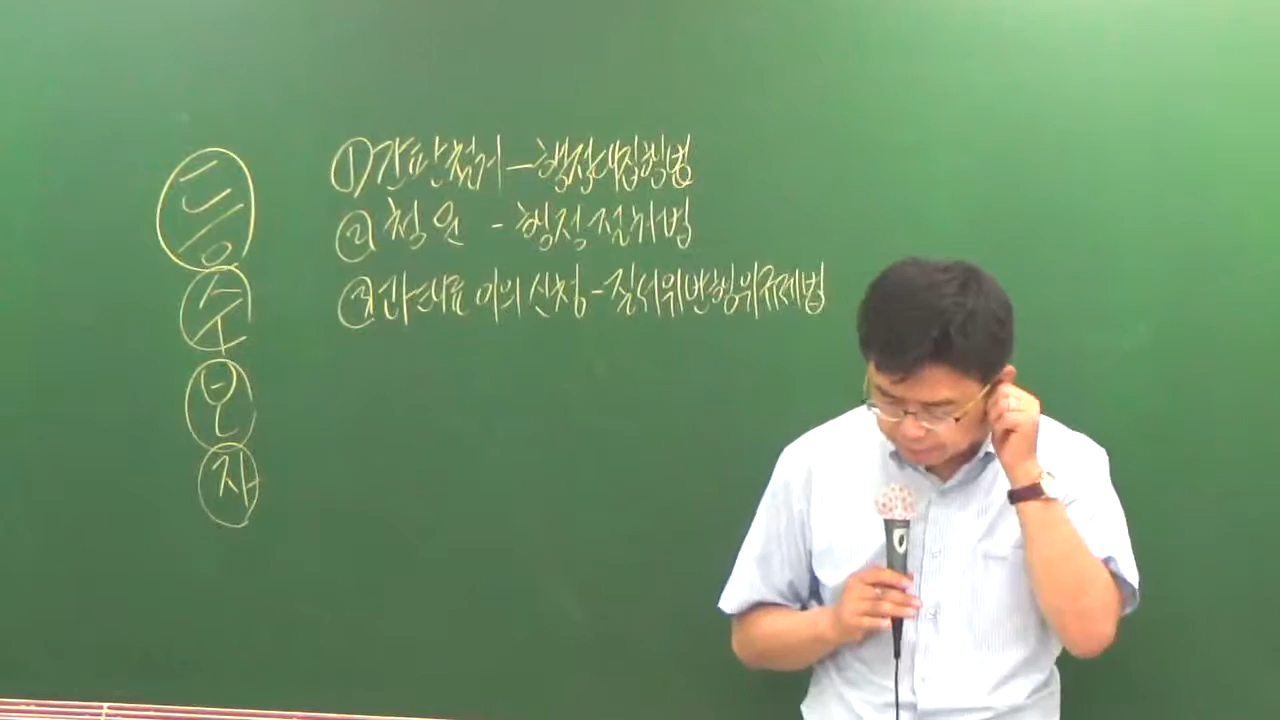 등
수
인
자
① 간판철거 - 행정대집행법
② 청원 - 행정절차법
③ 과태료 이의신청 - 질서위반행위규제법